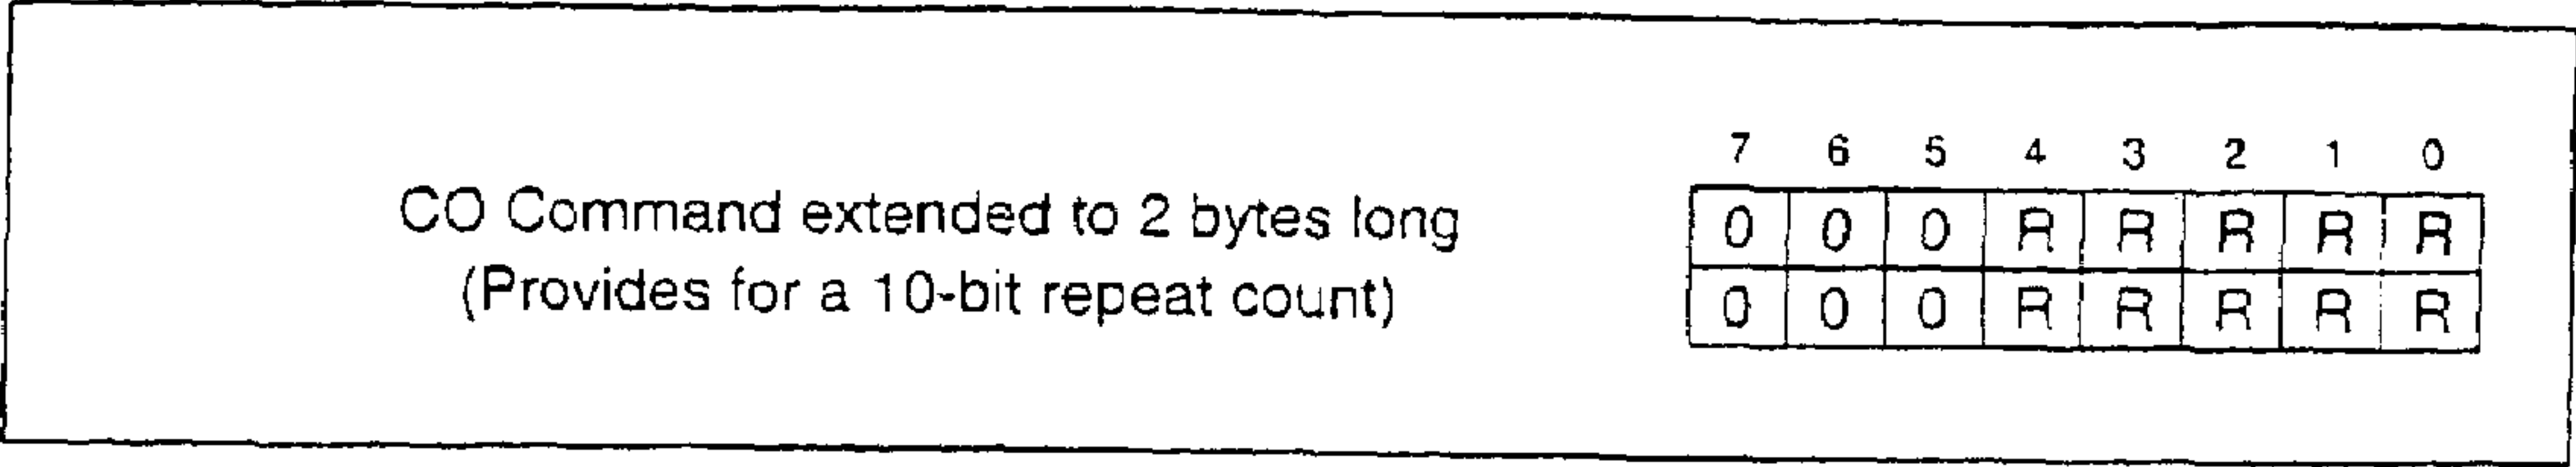 7 6 5 4 3 2 1 0
CO Command extended to 2 bytes long
0 0 0 R R R R R
(Provides for a 10-bit repeat count)
0 0 0 R R R R R